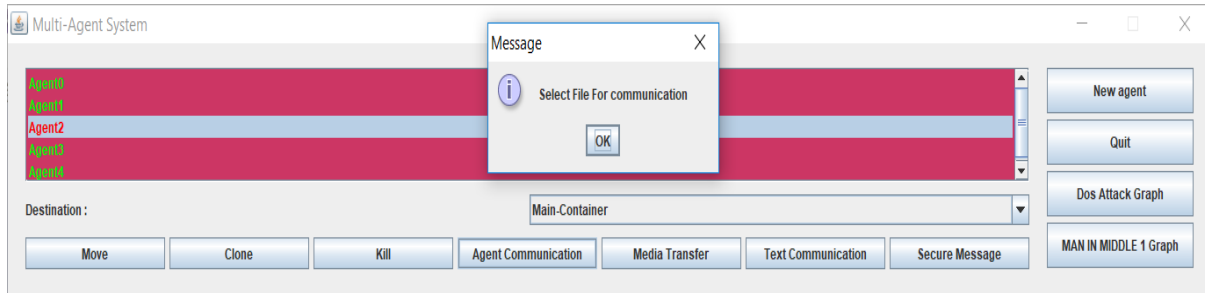 Multi-Agent System
Message
Select File For communication
OK
Agent0
Agent1
Agent2
Agent3
Agent4
Destination :
Main-Container
Move
Clone
Kill
Agent Communication
Media Transfer
Text Communication
Secure Message
New agent
Quit
Dos Attack Graph
MAN IN MIDDLE 1 Graph